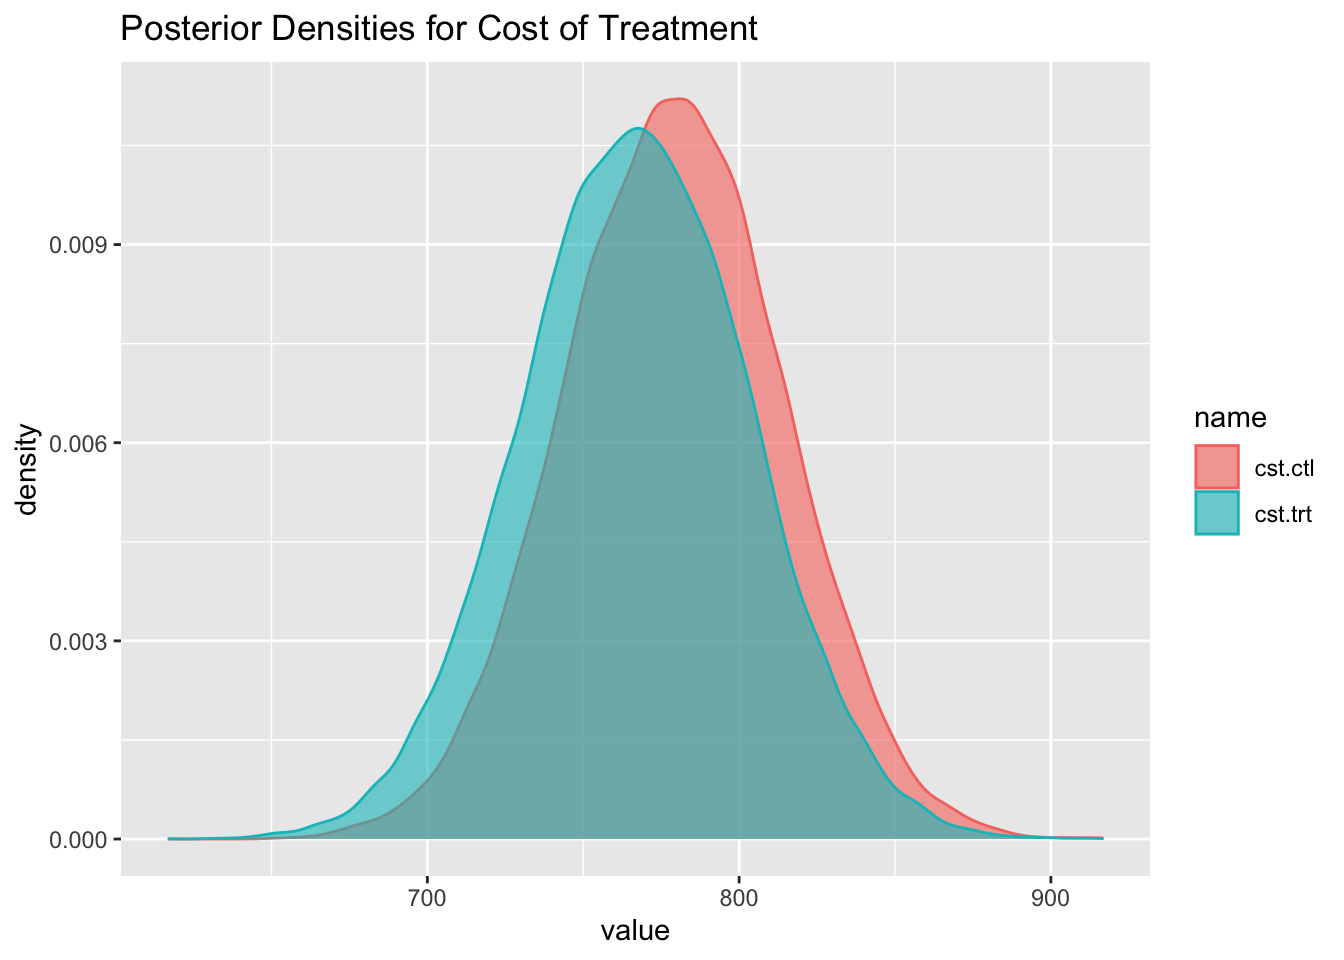 Posterior Densities for Cost of Treatment
density
0.009
0.006
0.003
0.000
700 800 900
value
name
cst.ctl
cst.trt